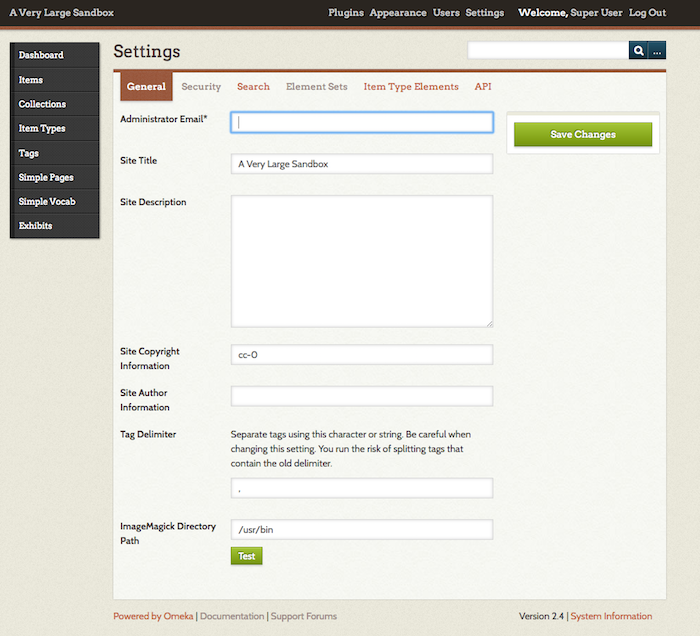 A Very Large Sandbox
Plugins Appearance Users Settings Welcome, Super User Log Out
Dashboard
Items
Collections
Item Types
Tags
Simple Pages
Simple Vocab
Exhibits
Settings
...
General Security Search Element Sets Item Type Elements API
Administrator Email*
Save Changes
Site Title
A Very Large Sandbox
Site Description
Site Copyright
Information
cc-0
Site Author
Information
Tag Delimiter
Separate tags using this character or string. Be careful when
changing this setting. You run the risk of splitting tags that
contain the old delimiter.
,
ImageMagick Directory
Path
/usr/bin
Test
Powered by Omeka | Documentation | Support Forums
Version 2.4 | System Information